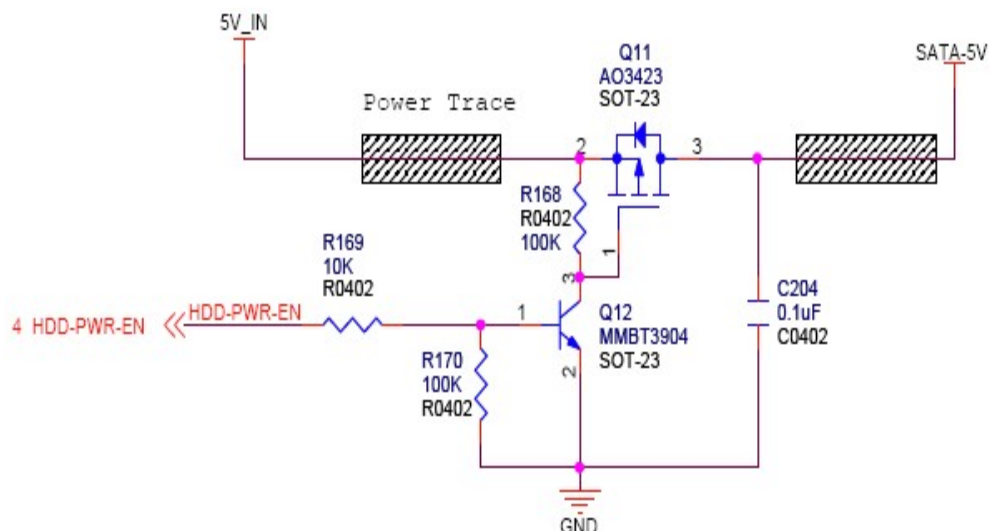 5V_IN
Q11
AO3423
SOT-23
SATA-5V
Power Trace
2
3
R168
R0402
100K
1
R169
10K
R0402
3
4 HDD-PWR-EN
HDD-PWR-EN
1
Q12
MMBT3904
SOT-23
2
C204
0.1uF
C0402
R170
100K
R0402
GND